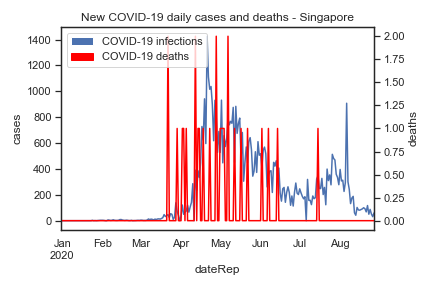 New COVID-19 daily cases and deaths - Singapore
COVID-19 infections
COVID-19 deaths
1400
1200
1000
800
600
400
200
0
cases
2.00
1.75
1.50
1.25
1.00
0.75
0.50
0.25
0.00
deaths
Jan Feb Mar Apr May Jun Jul Aug
2020
dateRep